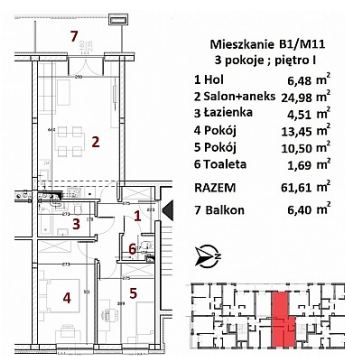 Mieszkanie B1/M11
3 pokoje ; piętro I
1 Hol 6,48 m²
2 Salon+aneks 24,98 m²
3 Łazienka 4,51 m²
4 Pokój 13,45 m²
5 Pokój 10,50 m²
6 Toaleta 1,69 m²
RAZEM 61,61 m²
7 Balkon 6,40 m²
N
7
2
1
3
6
4
5